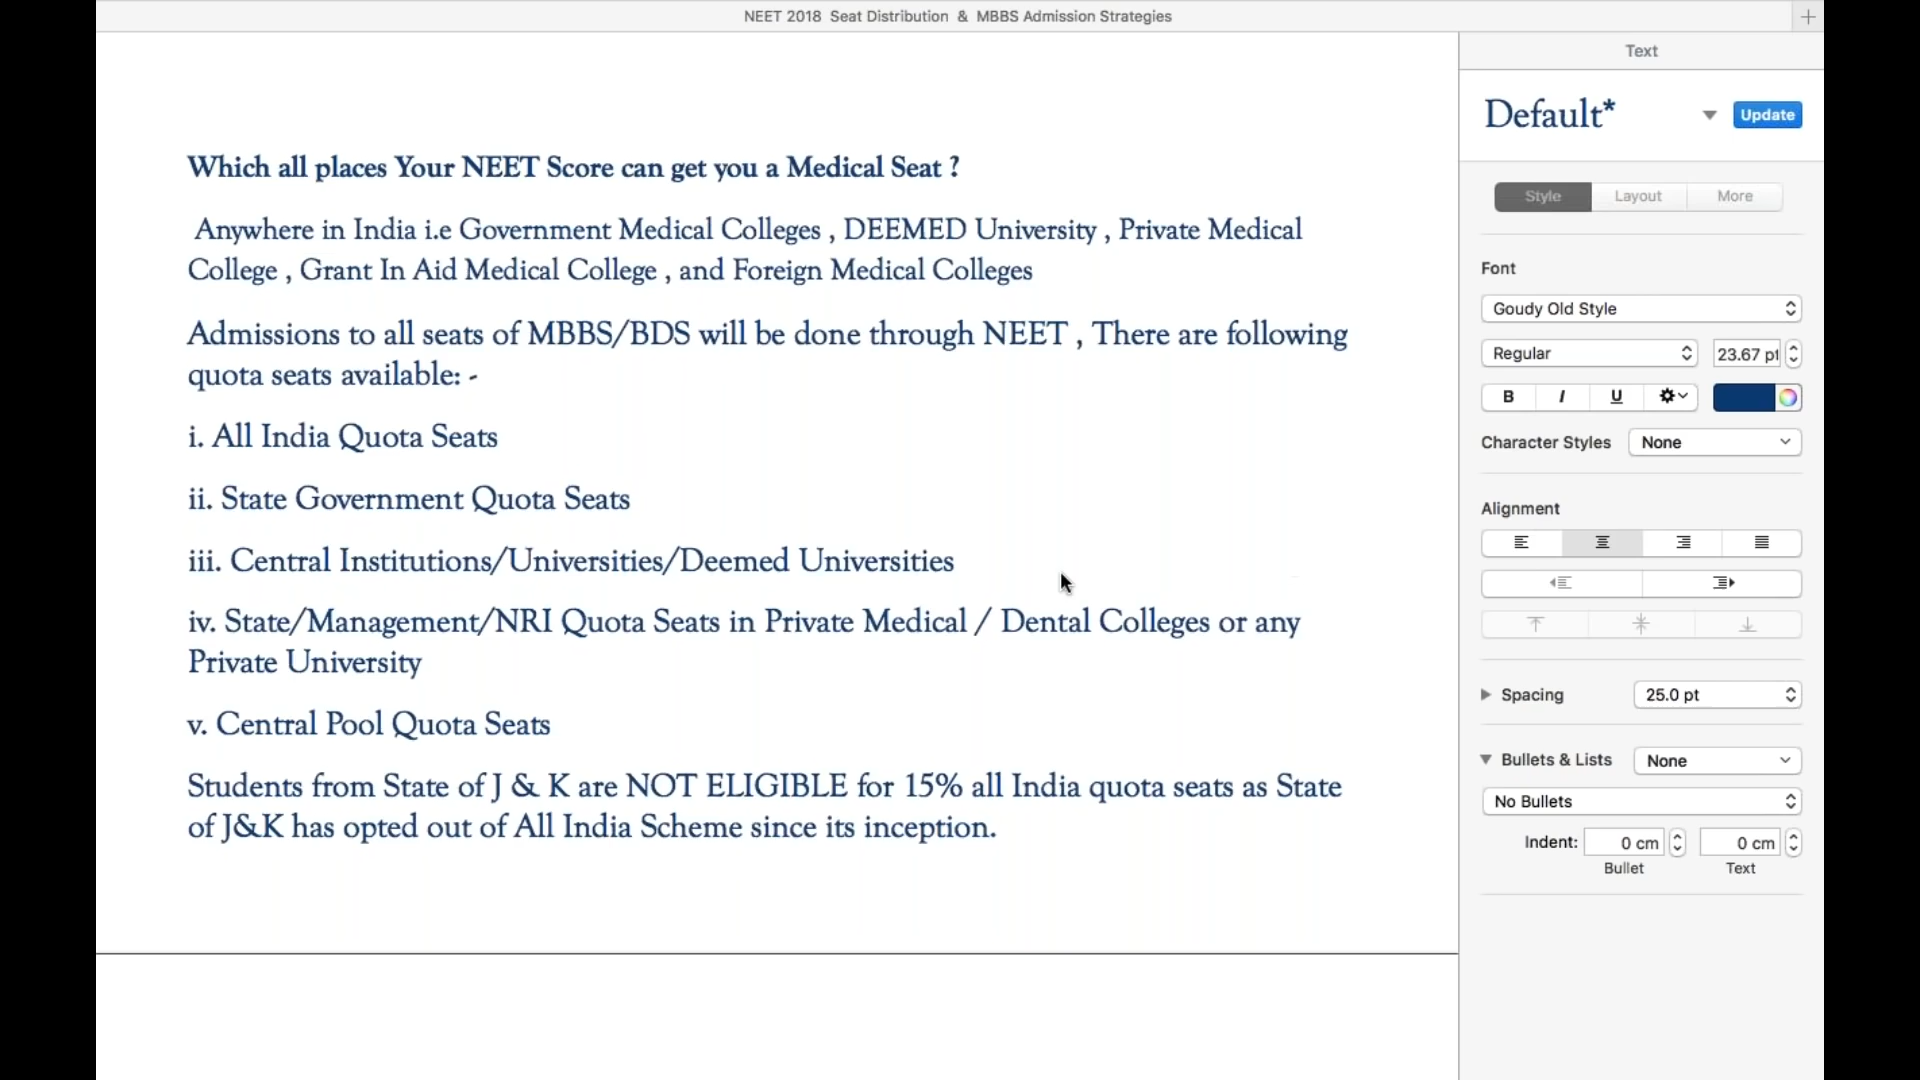 NEET 2018 Seat Distribution & MBBS Admission Strategies
Which all places Your NEET Score can get you a Medical Seat ?
Anywhere in India i.e Government Medical Colleges , DEEMED University , Private Medical
College , Grant In Aid Medical College , and Foreign Medical Colleges
Admissions to all seats of MBBS/BDS will be done through NEET , There are following
quota seats available: -
i. All India Quota Seats
ii. State Government Quota Seats
iii. Central Institutions/Universities/Deemed Universities
iv. State/Management/NRI Quota Seats in Private Medical / Dental Colleges or any
Private University
v. Central Pool Quota Seats
Students from State of J & K are NOT ELIGIBLE for 15% all India quota seats as State
of J&K has opted out of All India Scheme since its inception.
Text
Default*
Update
Style Layout More
Font
Goudy Old Style
Regular 23.67 pt
B I U
Character Styles None
Alignment
Spacing 25.0 pt
Bullets & Lists None
No Bullets
Indent: 0 cm 0 cm
Bullet Text